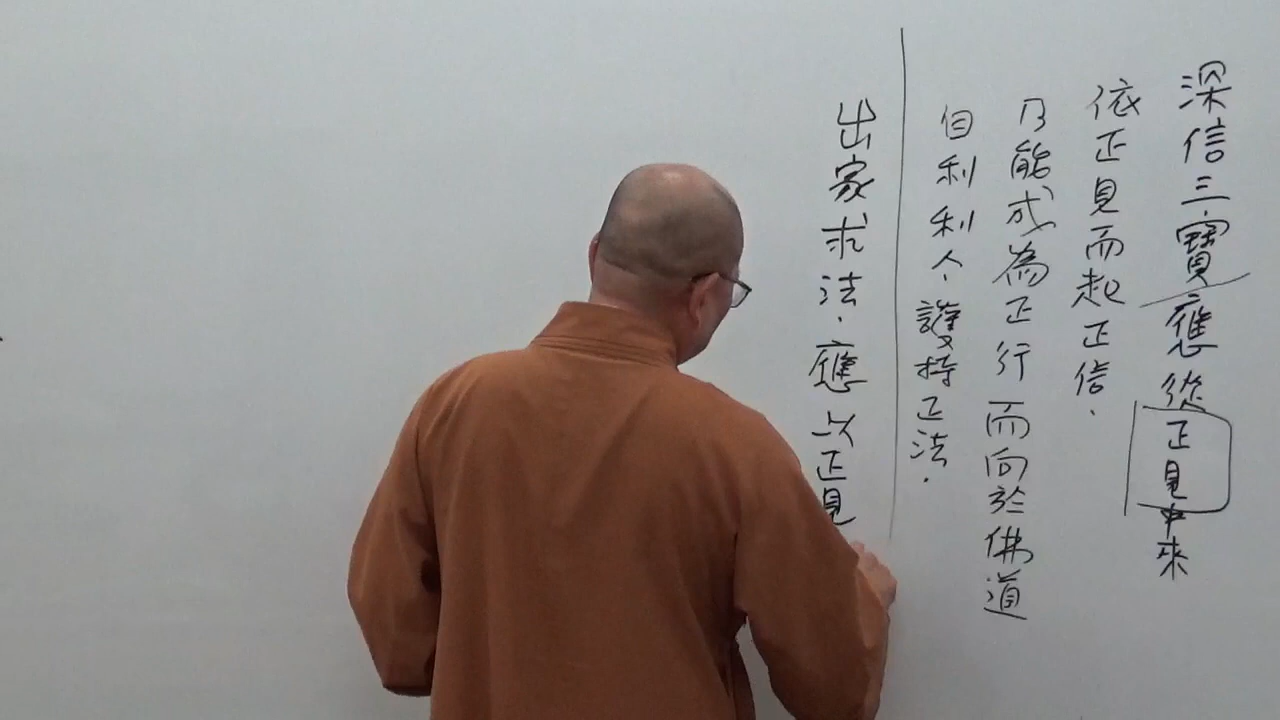 深信三寶應從正見中來
依正見而起正信.
乃能成為正行而向於佛道
自利利人、護持正法.
出家求法.應以正見